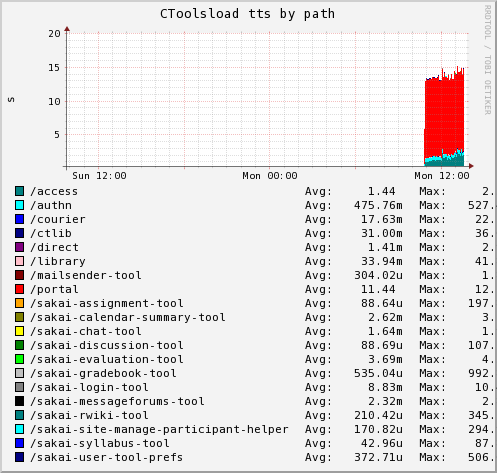 CToolsload tts by path
RRDTOOL / TOBI OETIKER
s
20
15
10
5
Sun 12:00 Mon 00:00 Mon 12:00
/access Avg: 1.44 Max: 2.
/authn Avg: 475.76m Max: 527.
/courier Avg: 17.63m Max: 22.
/ctlib Avg: 31.00m Max: 36.
/direct Avg: 1.41m Max: 2.
/library Avg: 33.94m Max: 41.
/mailsender-tool Avg: 304.02u Max: 1.
/portal Avg: 11.44 Max: 12.
/sakai-assignment-tool Avg: 88.64u Max: 197.
/sakai-calendar-summary-tool Avg: 2.62m Max: 3.
/sakai-chat-tool Avg: 1.64m Max: 1.
/sakai-discussion-tool Avg: 88.69u Max: 107.
/sakai-evaluation-tool Avg: 3.69m Max: 4.
/sakai-gradebook-tool Avg: 535.04u Max: 992.
/sakai-login-tool Avg: 8.83m Max: 10.
/sakai-messageforums-tool Avg: 2.32m Max: 2.
/sakai-rwiki-tool Avg: 210.42u Max: 345.
/sakai-site-manage-participant-helper Avg: 170.82u Max: 294.
/sakai-syllabus-tool Avg: 42.96u Max: 87.
/sakai-user-tool-prefs Avg: 372.71u Max: 506.